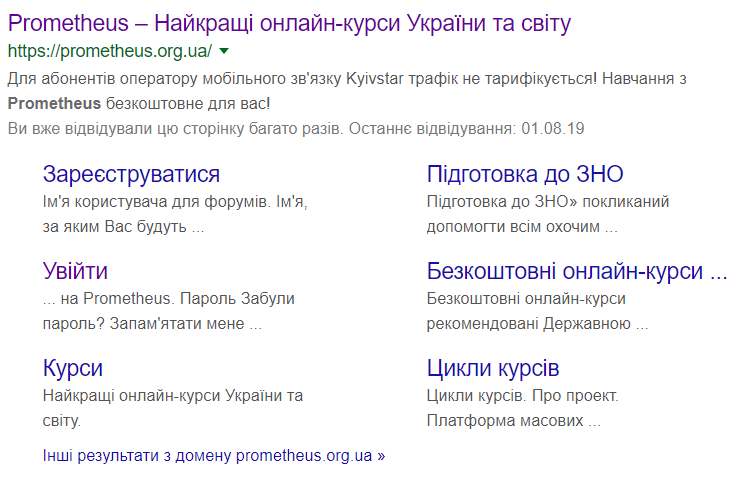 Prometheus – Найкращі онлайн-курси України та світу
https://prometheus.org.ua/
Для абонентів оператору мобільного зв'язку Kyivstar трафік не тарифікується! Навчання з
Prometheus безкоштовне для вас!
Ви вже відвідували цю сторінку багато разів. Останнє відвідування: 01.08.19
Зареєструватися
Ім'я користувача для форумів. Ім'я,
за яким Вас будуть ...
Підготовка до ЗНО
Підготовка до ЗНО» покликаний
допомогти всім охочим ...
Увійти
... на Prometheus. Пароль Забули
пароль? Запам'ятати мене ...
Безкоштовні онлайн-курси ...
Безкоштовні онлайн-курси
рекомендовані Державною ...
Курси
Найкращі онлайн-курси України та
світу.
Цикли курсів
Цикли курсів. Про проект.
Платформа масових ...
Інші результати з домену prometheus.org.ua »